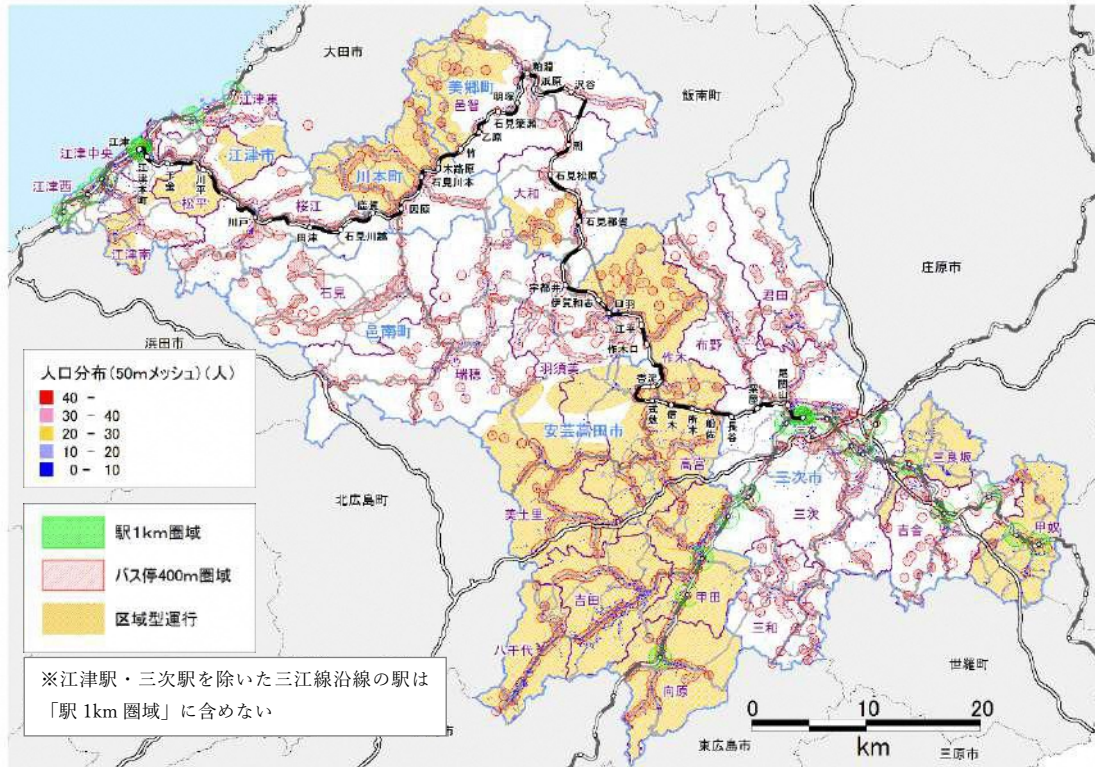 大田市
飯南町
庄原市
浜田市
北広島町
世羅町
東広島市
三原市
美郷町
邑智
粕淵
浜原
沢谷
明塚
石見簗瀬
乙原
竹
木路原
石見川本
川本町
因原
鹿賀
石見川越
田津
川戸
桜江
川平
千金
江津本町
江津
江津東
江津中央
江津西
江津市
松平
江津南
潮
石見松原
石見都賀
大和
宇都井
伊賀和志
口羽
江平
作木口
香淀
式敷
信木
所木
船佐
長谷
粟屋
尾関山
三次
石見
邑南町
瑞穂
羽須美
作木
布野
君田
安芸高田市
高宮
美土里
吉田
八千代
甲田
向原
三次市
三次
三和
吉舎
三良坂
甲奴
人口分布(50mメッシュ)(人)
40 -
30 - 40
20 - 30
10 - 20
0 - 10
駅1km圏域
バス停400m圏域
区域型運行
※江津駅・三次駅を除いた三江線沿線の駅は
「駅 1km 圏域」に含めない
0 10 20
km